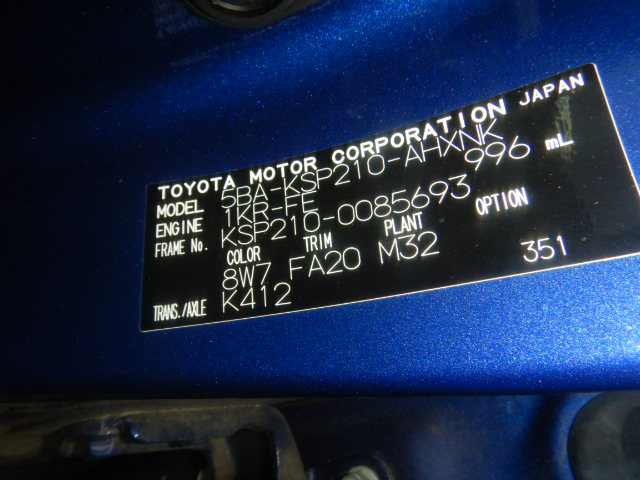 TOYOTA MOTOR CORPORATION JAPAN
MODEL 5BA-KSP210-AHXNK
ENGINE 1KR-FE 996 mL
FRAME No. KSP210-0085693
COLOR TRIM PLANT OPTION
8W7 FA20 M32 351
TRANS./AXLE K412